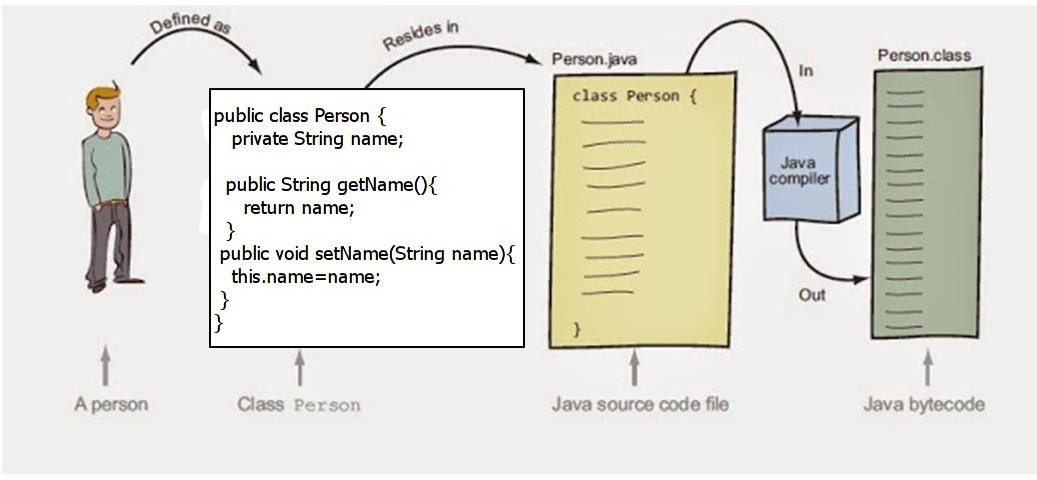 Defined as
Resides in
Person.java
In
Person.class
public class Person {
private String name;
public String getName(){
return name;
}
public void setName(String name){
this.name=name;
}
}
class Person {
}
Java
compiler
Out
A person
Class Person
Java source code file
Java bytecode